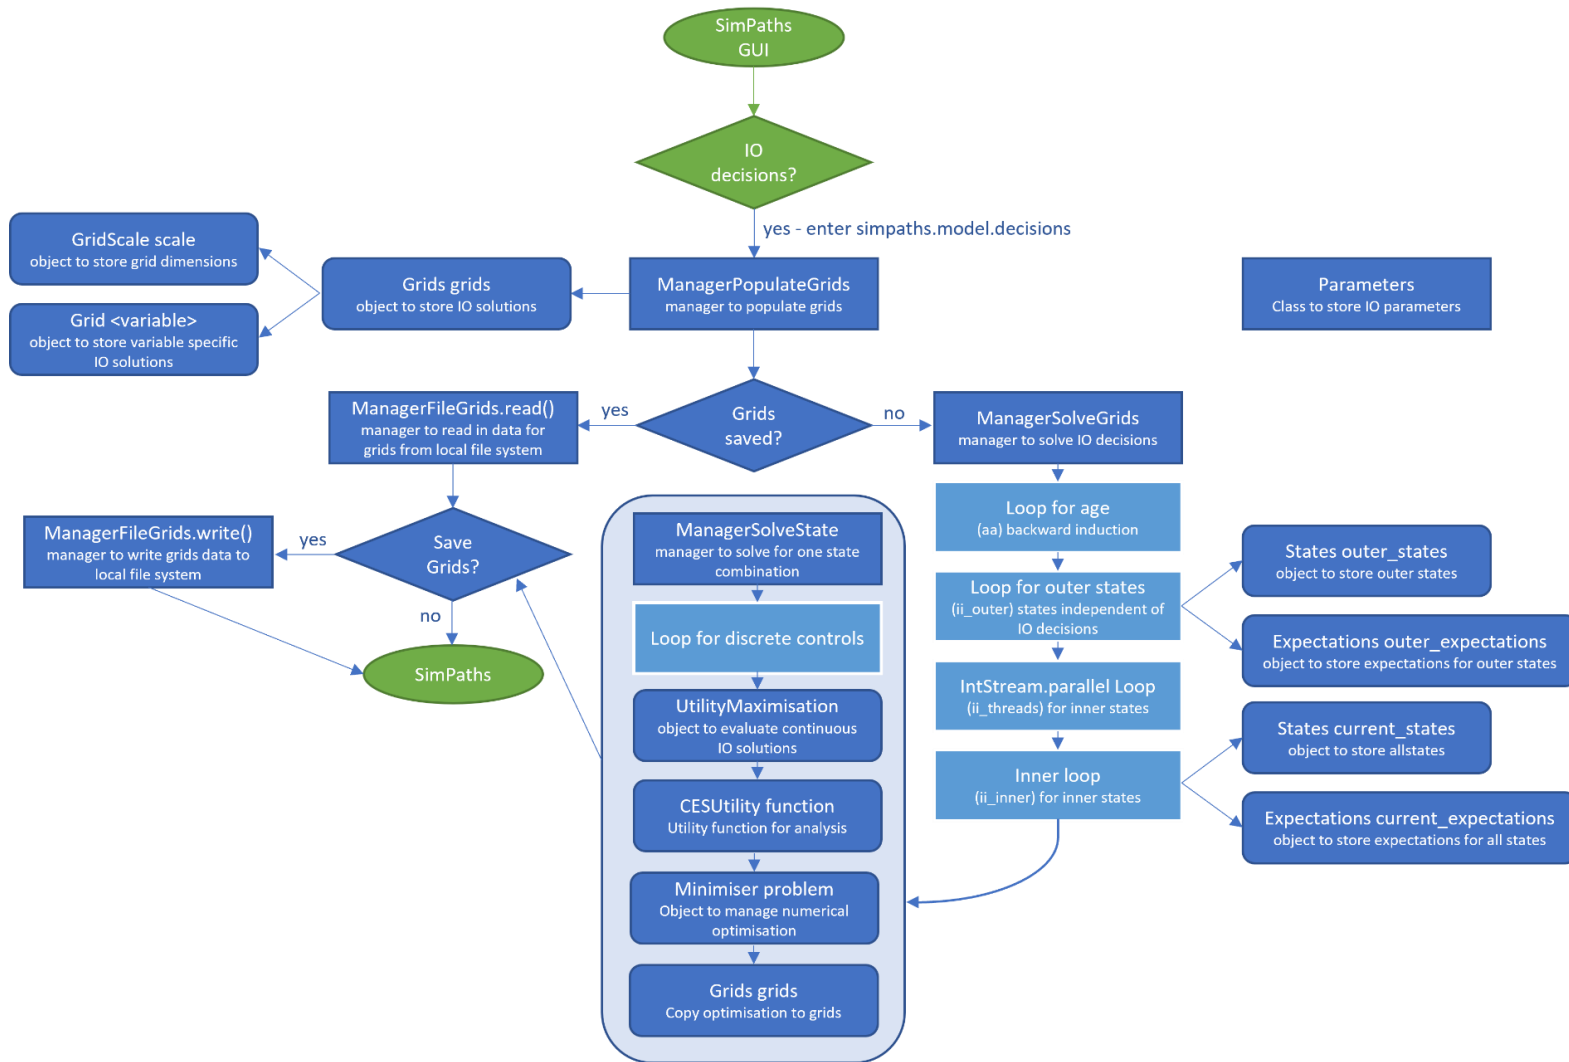 SimPaths
GUI
IO
decisions?
yes - enter simpaths.model.decisions
GridScale scale
object to store grid dimensions
Grids grids
object to store IO solutions
ManagerPopulateGrids
manager to populate grids
Parameters
Class to store IO parameters
Grid <variable>
object to store variable specific
IO solutions
ManagerFileGrids.read()
manager to read in data for
grids from local file system
yes
Grids
saved?
no
ManagerSolveGrids
manager to solve IO decisions
Loop for age
(aa) backward induction
ManagerFileGrids.write()
manager to write grids data to
local file system
yes
Save
Grids?
no
SimPaths
ManagerSolveState
manager to solve for one state
combination
Loop for discrete controls
UtilityMaximisation
object to evaluate continuous
IO solutions
CESUtility function
Utility function for analysis
Minimiser problem
Object to manage numerical
optimisation
Grids grids
Copy optimisation to grids
Loop for outer states
(ii_outer) states independent of
IO decisions
States outer_states
object to store outer states
Expectations outer_expectations
object to store expectations for outer states
IntStream.parallel Loop
(ii_threads) for inner states
Inner loop
(ii_inner) for inner states
States current_states
object to store allstates
Expectations current_expectations
object to store expectations for all states